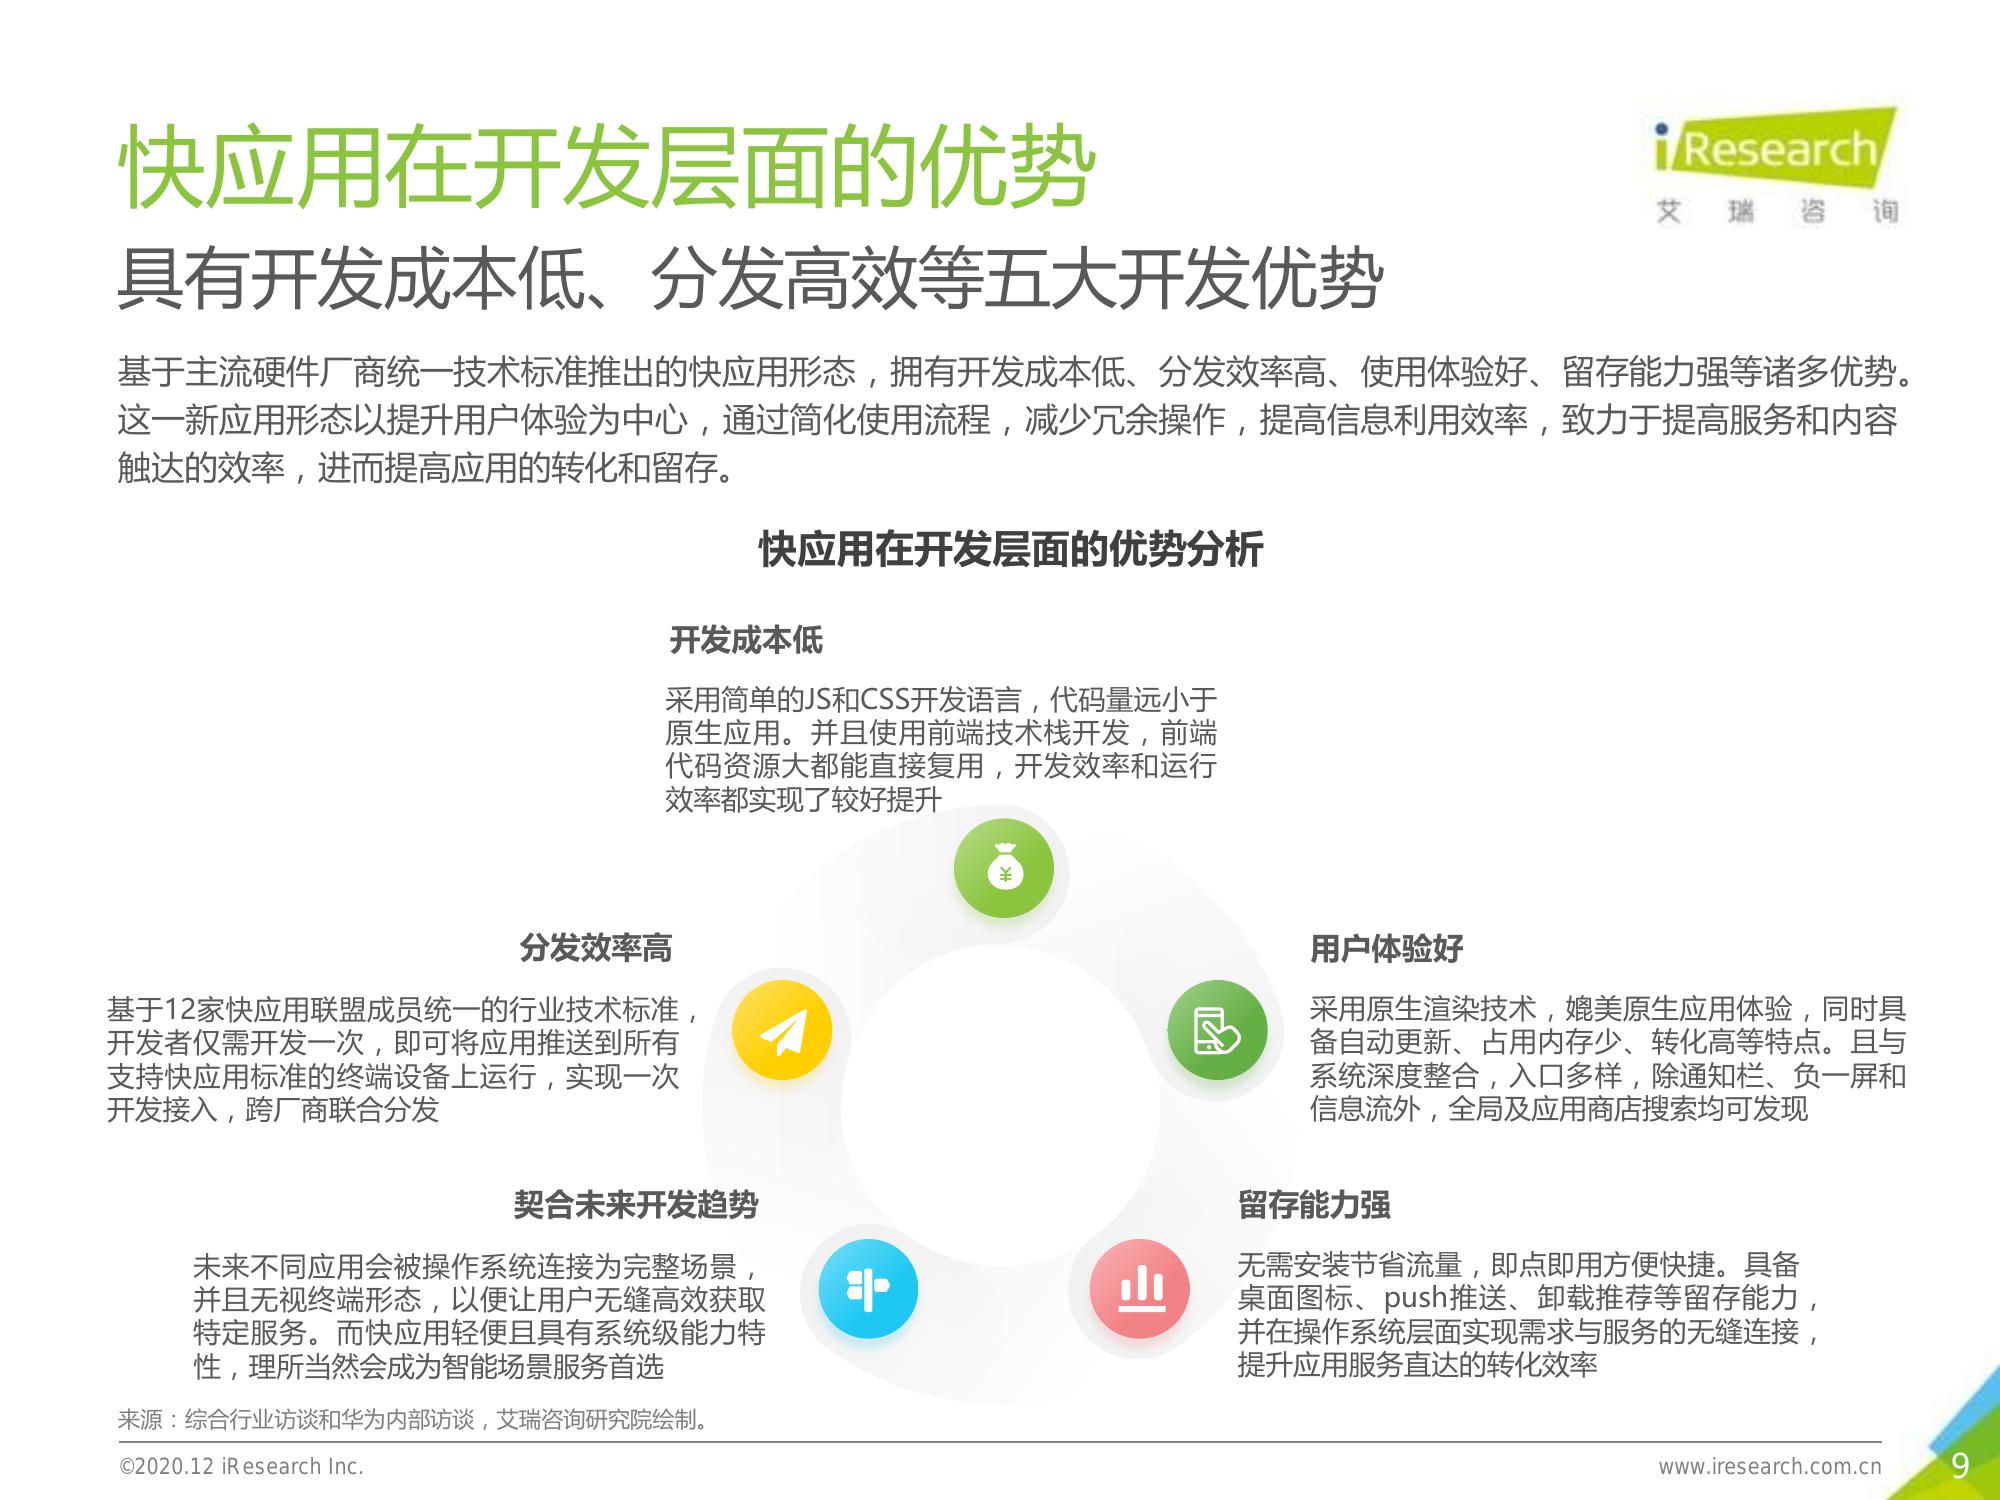 快应用在开发层面的优势
iResearch
艾瑞咨询
具有开发成本低、分发高效等五大开发优势
基于主流硬件厂商统一技术标准推出的快应用形态，拥有开发成本低、分发效率高、使用体验好、留存能力强等诸多优势。
这一新应用形态以提升用户体验为中心，通过简化使用流程，减少冗余操作，提高信息利用效率，致力于提高服务和内容
触达的效率，进而提高应用的转化和留存。
快应用在开发层面的优势分析
开发成本低
采用简单的JS和CSS开发语言，代码量远小于
原生应用。并且使用前端技术栈开发，前端
代码资源大都能直接复用，开发效率和运行
效率都实现了较好提升
分发效率高
基于12家快应用联盟成员统一的行业技术标准，
开发者仅需开发一次，即可将应用推送到所有
支持快应用标准的终端设备上运行，实现一次
开发接入，跨厂商联合分发
用户体验好
采用原生渲染技术，媲美原生应用体验，同时具
备自动更新、占用内存少、转化高等特点。且与
系统深度整合，入口多样，除通知栏、负一屏和
信息流外，全局及应用商店搜索均可发现
契合未来开发趋势
未来不同应用会被操作系统连接为完整场景，
并且无视终端形态，以便让用户无缝高效获取
特定服务。而快应用轻便且具有系统级能力特
性，理所当然会成为智能场景服务首选
留存能力强
无需安装节省流量，即点即用方便快捷。具备
桌面图标、push推送、卸载推荐等留存能力，
并在操作系统层面实现需求与服务的无缝连接，
提升应用服务直达的转化效率
来源：综合行业访谈和华为内部访谈，艾瑞咨询研究院绘制。
©2020.12 iResearch Inc.
www.iresearch.com.cn
9